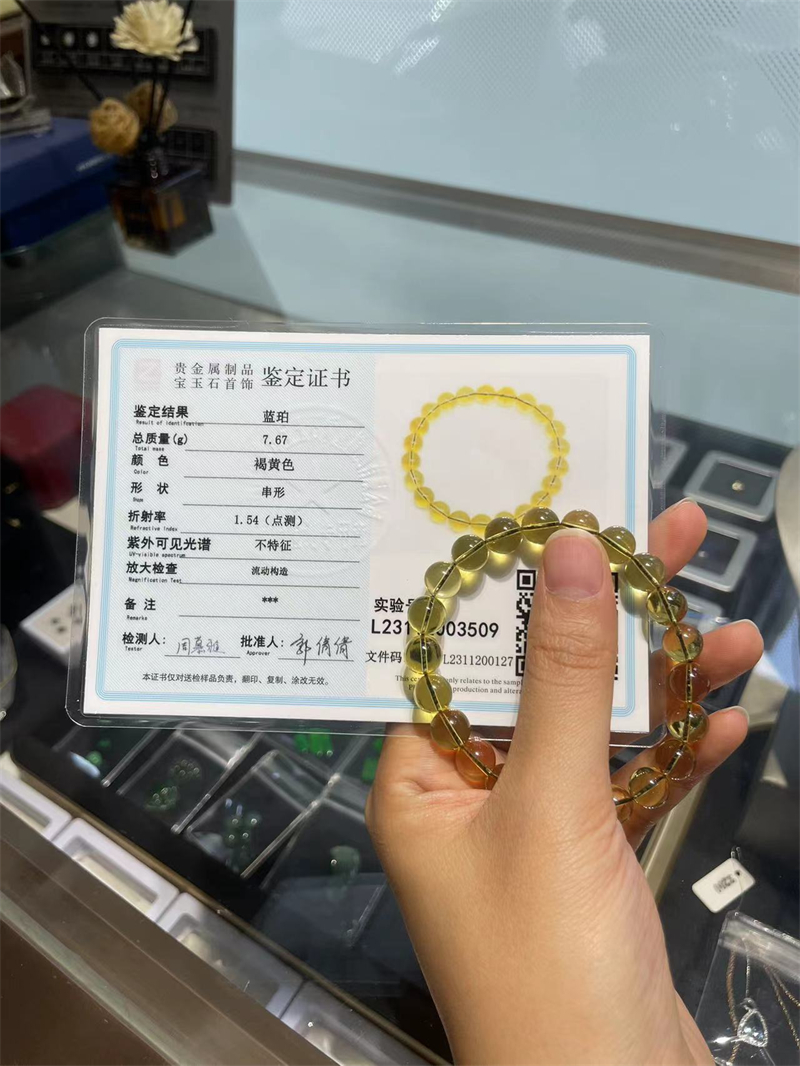 贵金属制品
宝玉石首饰 鉴定证书
鉴定结果 蓝珀
Result of identification
总质量(g) 7.67
Total mass
颜 色 褐黄色
Color
形 状 串形
Shape
折射率 1.54（点测）
Refractive index
紫外可见光谱 不特征
UV-visible spectrum
放大检查 流动构造
Magnification Test
备 注 ***
Remarks
检测人： 批准人： 郭倩倩
Tester Approver
本证书仅对送检样品负责，翻印、复制、涂改无效。
实验
L231 003509
文件码 L2311200127
This only relates to the sample
production and altera